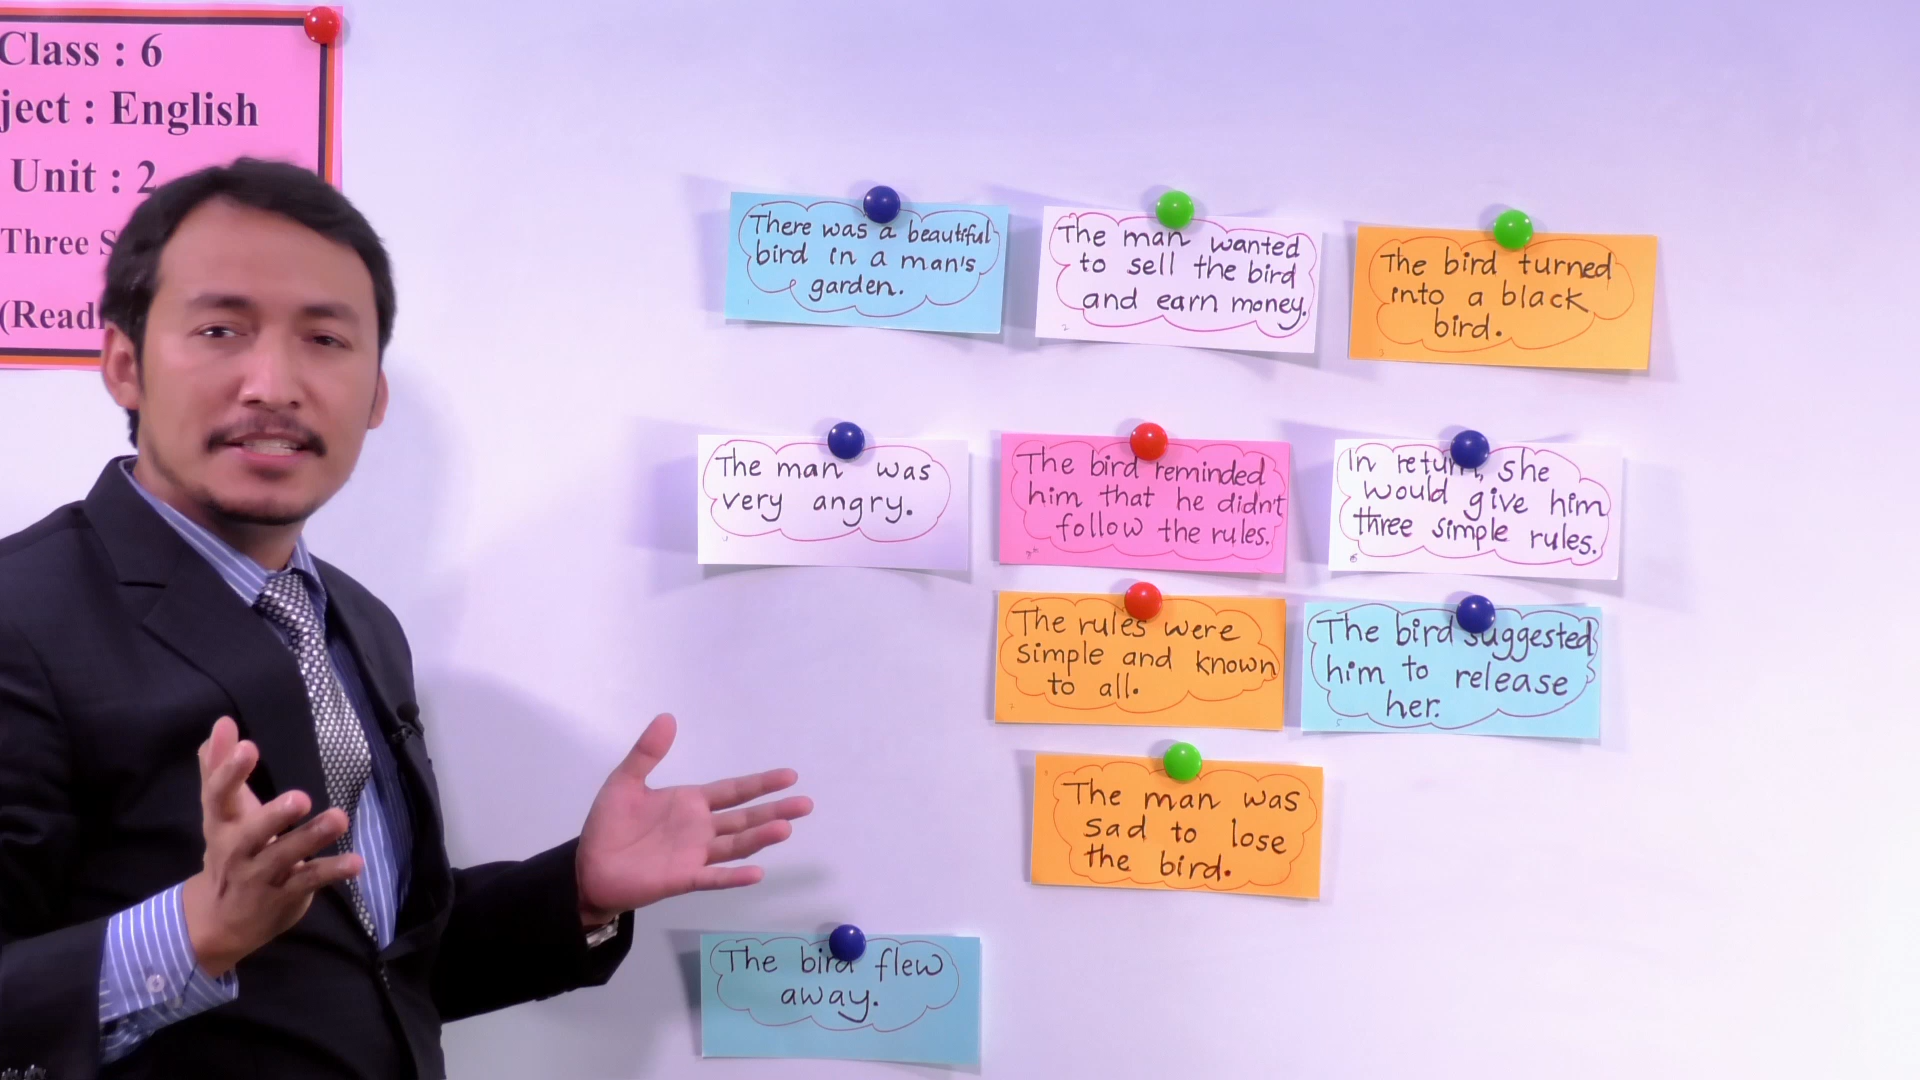 Class : 6
ject : English
Unit : 2
Three S
(Read
There was a beautiful
bird in a man's
garden.
The man wanted
to sell the bird
and earn money.
The bird turned
into a black
bird.
The man was
very angry.
The bird reminded
him that he didn't
follow the rules.
In return, she
would give him
three simple rules.
The rules were
simple and known
to all.
The bird suggested
him to release
her.
The man was
sad to lose
the bird.
The bird flew
away.